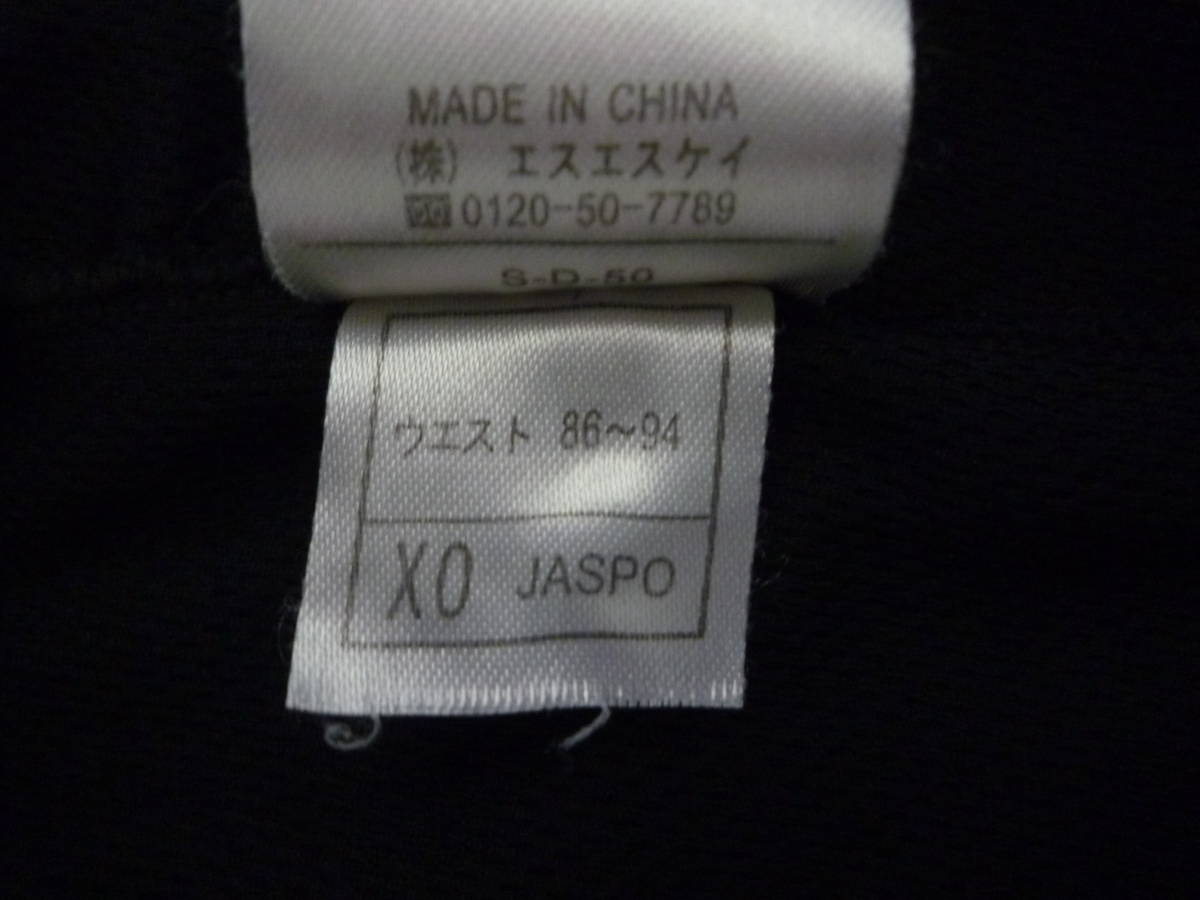 MADE IN CHINA
(株) エスエスケイ
0120-50-7789
S-D-50
ウエスト 86〜94
XO JASPO